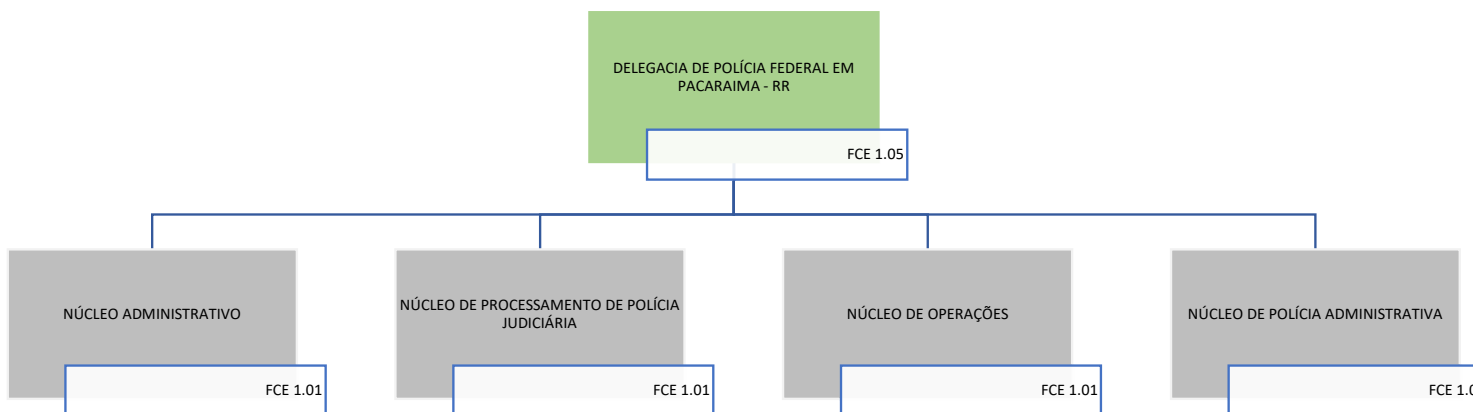 DELEGACIA DE POLÍCIA FEDERAL EM
PACARAIMA - RR
FCE 1.05
NÚCLEO ADMINISTRATIVO
FCE 1.01
NÚCLEO DE PROCESSAMENTO DE POLÍCIA
JUDICIÁRIA
FCE 1.01
NÚCLEO DE OPERAÇÕES
FCE 1.01
NÚCLEO DE POLÍCIA ADMINISTRATIVA
FCE